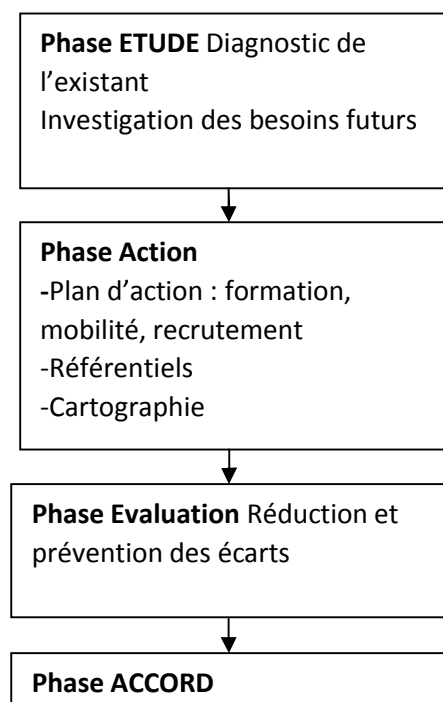 Phase ETUDE Diagnostic de
l’existant
Investigation des besoins futurs
Phase Action
-Plan d’action : formation,
mobilité, recrutement
-Référentiels
-Cartographie
Phase Evaluation Réduction et
prévention des écarts
Phase ACCORD